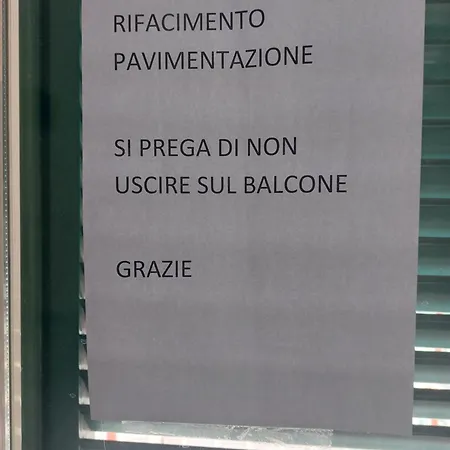 RIFACIMENTO
PAVIMENTAZIONE
SI PREGA DI NON
USCIRE SUL BALCONE
GRAZIE